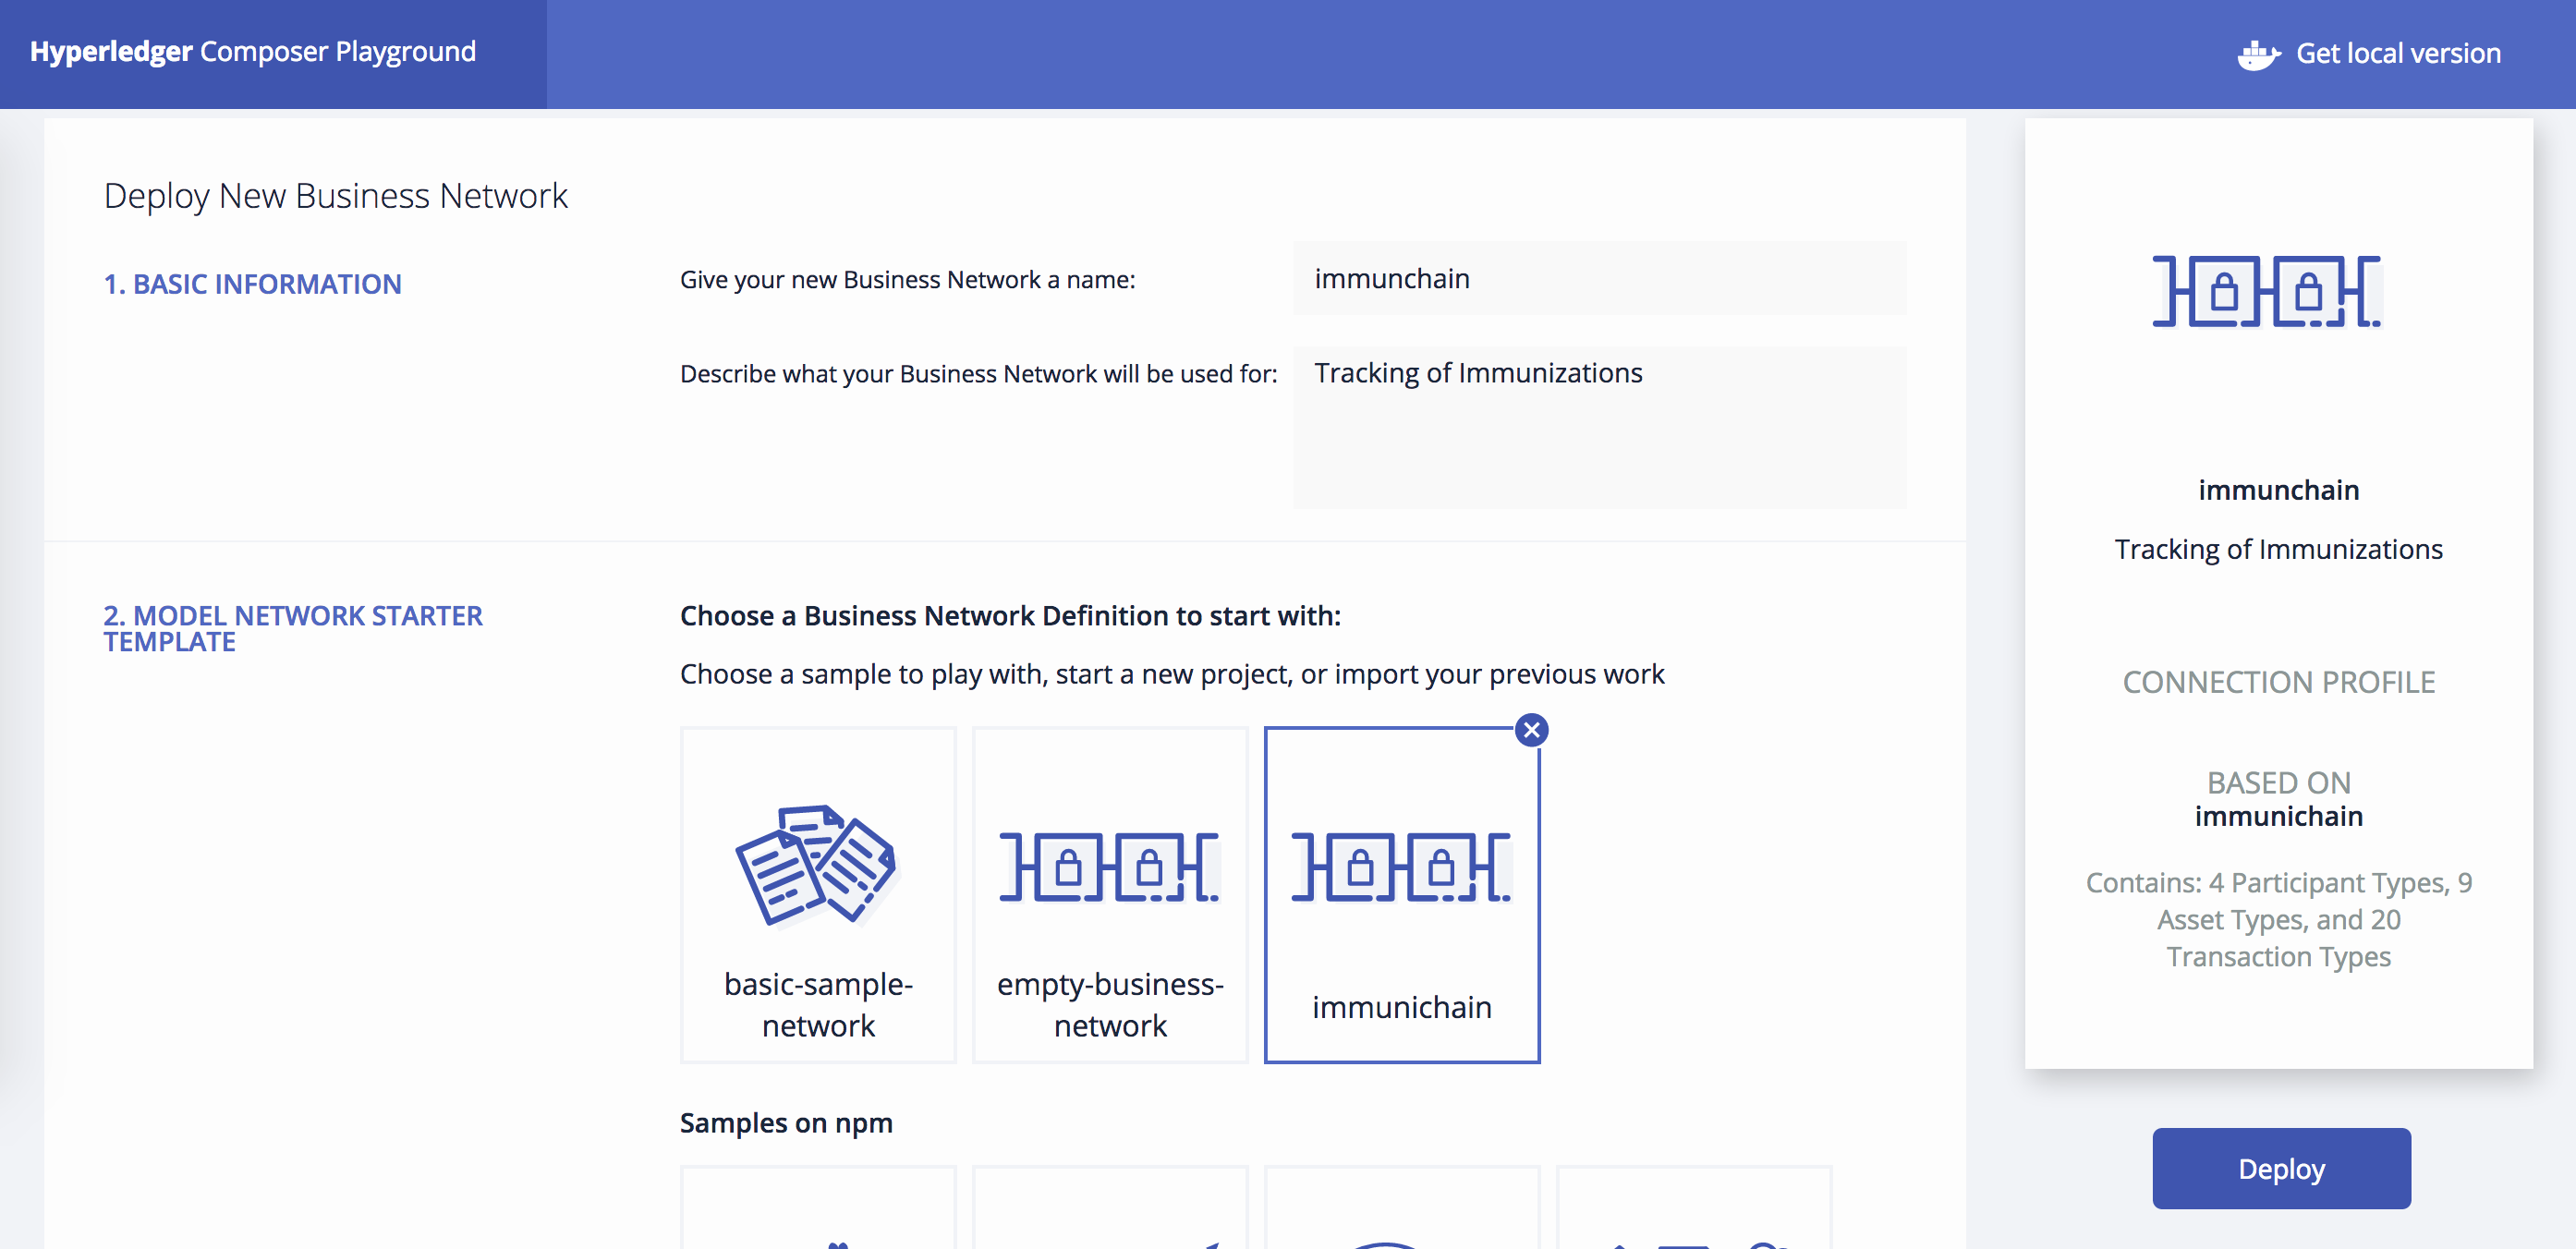 Hyperledger Composer Playground
Get local version
Deploy New Business Network
1. BASIC INFORMATION
Give your new Business Network a name:
immunchain
Describe what your Business Network will be used for:
Tracking of Immunizations
2. MODEL NETWORK STARTER
TEMPLATE
Choose a Business Network Definition to start with:
Choose a sample to play with, start a new project, or import your previous work
basic-sample-
network
empty-business-
network
immunichain
Samples on npm
immunchain
Tracking of Immunizations
CONNECTION PROFILE
BASED ON
immunichain
Contains: 4 Participant Types, 9
Asset Types, and 20
Transaction Types
Deploy